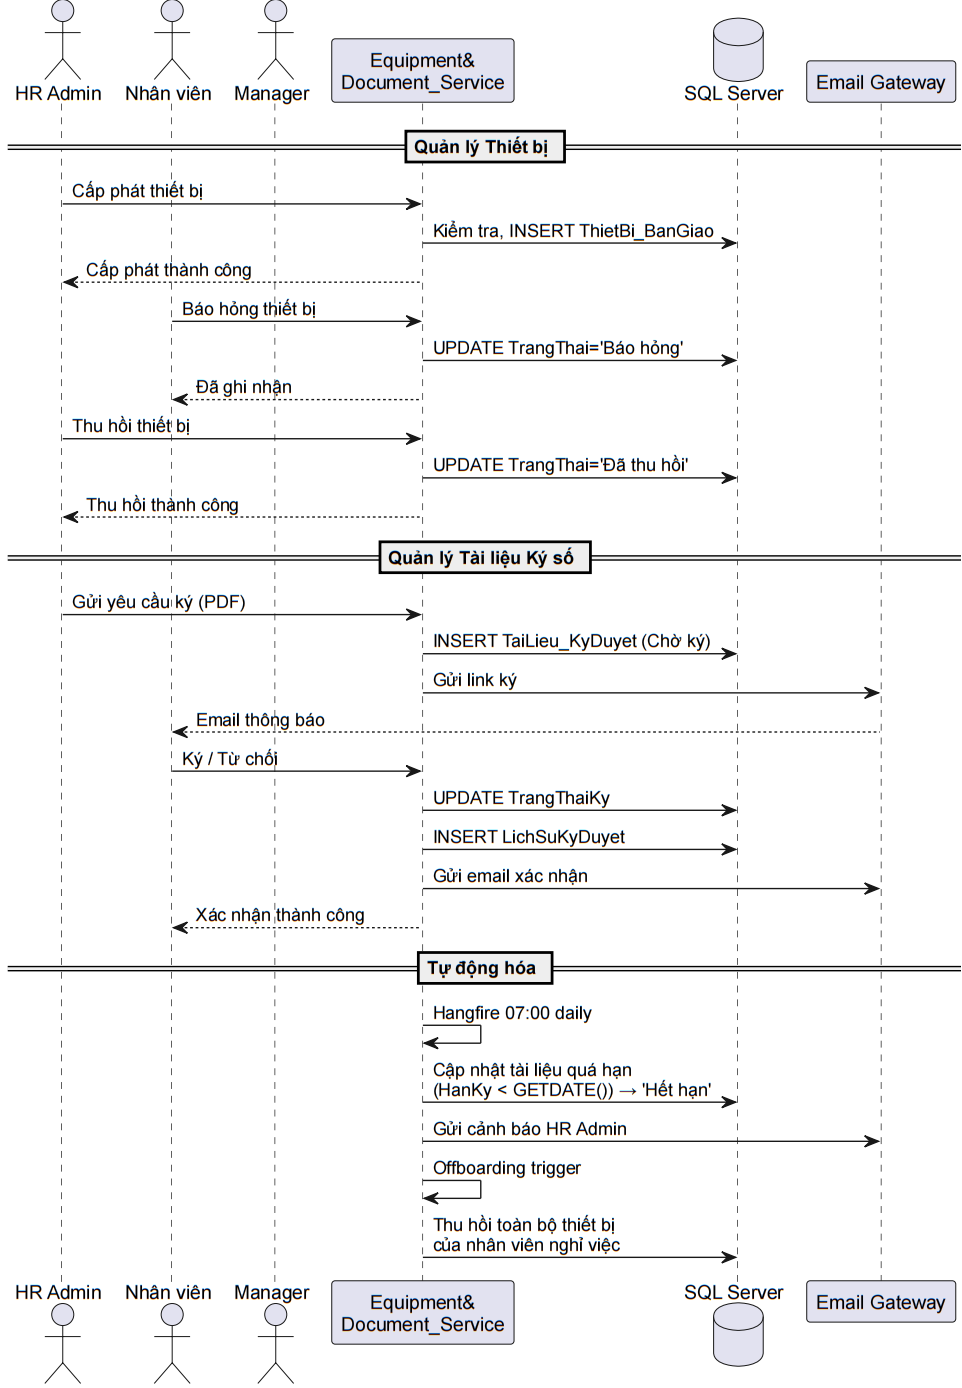 HR Admin
Nhân viên
Manager
Equipment&
Document_Service
SQL Server
Email Gateway
Quản lý Thiết bị
Cấp phát thiết bị
Kiểm tra, INSERT ThietBi_BanGiao
Cấp phát thành công
Báo hỏng thiết bị
UPDATE TrangThai='Báo hỏng'
Đã ghi nhận
Thu hồi thiết bị
UPDATE TrangThai='Đã thu hồi'
Thu hồi thành công
Quản lý Tài liệu Ký số
Gửi yêu cầu ký (PDF)
INSERT TaiLieu_KyDuyet (Chờ ký)
Gửi link ký
Email thông báo
Ký / Từ chối
UPDATE TrangThaiKy
INSERT LichSuKyDuyet
Gửi email xác nhận
Xác nhận thành công
Tự động hóa
Hangfire 07:00 daily
Cập nhật tài liệu quá hạn
(HanKy < GETDATE()) → 'Hết hạn'
Gửi cảnh báo HR Admin
Offboarding trigger
Thu hồi toàn bộ thiết bị
của nhân viên nghỉ việc
HR Admin
Nhân viên
Manager
Equipment&
Document_Service
SQL Server
Email Gateway